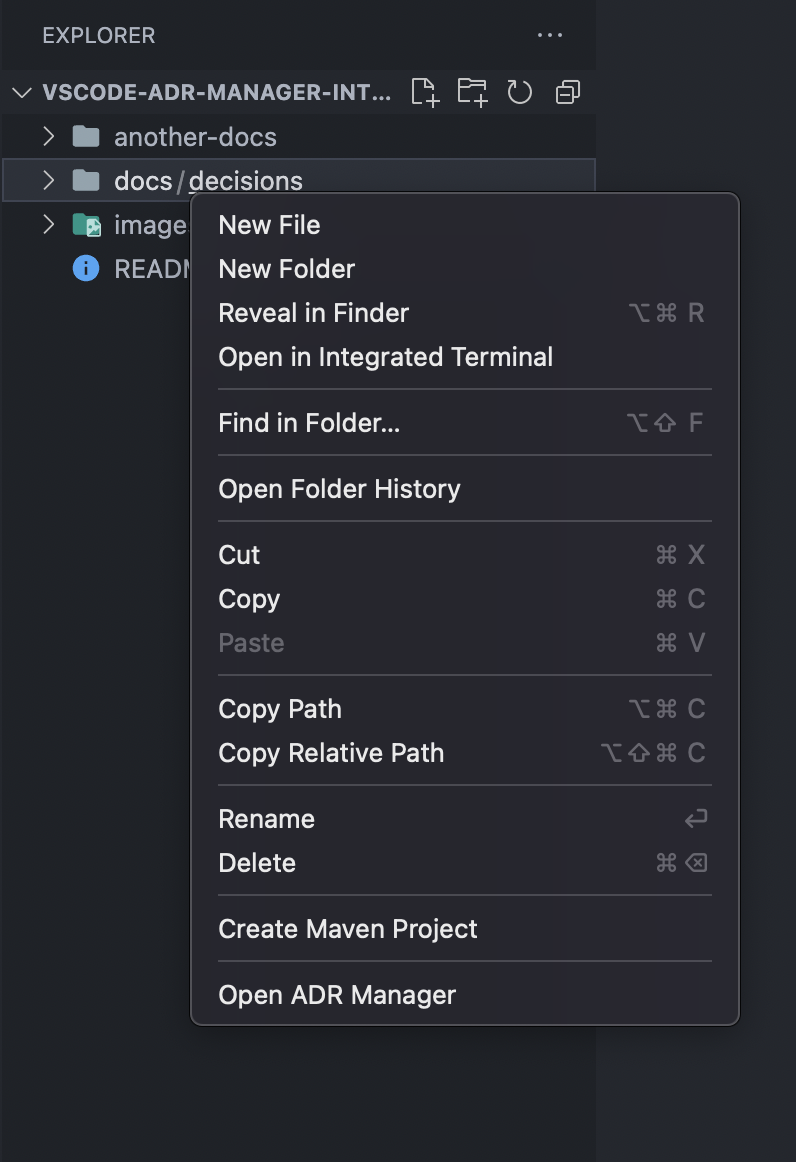 EXPLORER
VSCODE-ADR-MANAGER-INT...
another-docs
docs/decisions
image
READM
New File
New Folder
Reveal in Finder ⌥⌘ R
Open in Integrated Terminal
Find in Folder... ⌥⇧ F
Open Folder History
Cut ⌘ X
Copy ⌘ C
Paste ⌘ V
Copy Path ⌥⌘ C
Copy Relative Path ⌥⇧⌘ C
Rename ↩
Delete ⌘⌫
Create Maven Project
Open ADR Manager